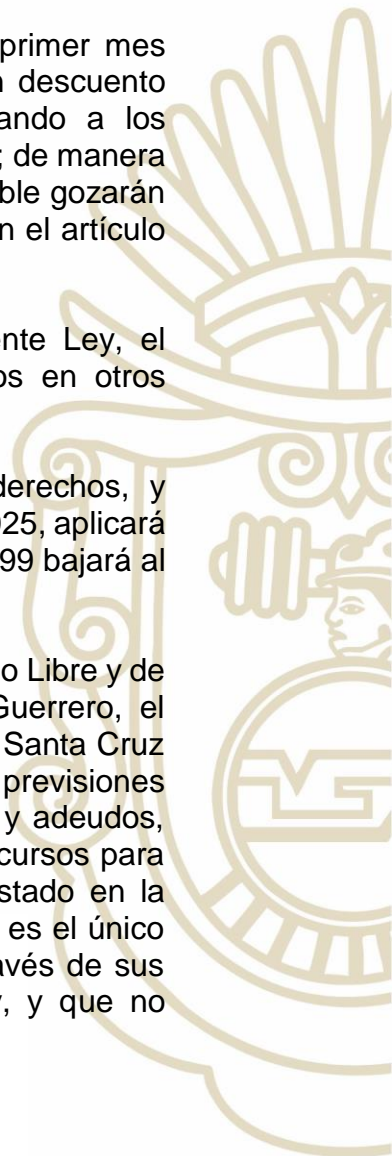 primer mes
n descuento
ando a los
; de manera
ble gozarán
n el artículo
nte Ley, el
os en otros
derechos, y
025, aplicará
99 bajará al
o Libre y de
Guerrero, el
Santa Cruz
previsiones
y adeudos,
cursos para
stado en la
es el único
avés de sus
y, y que no